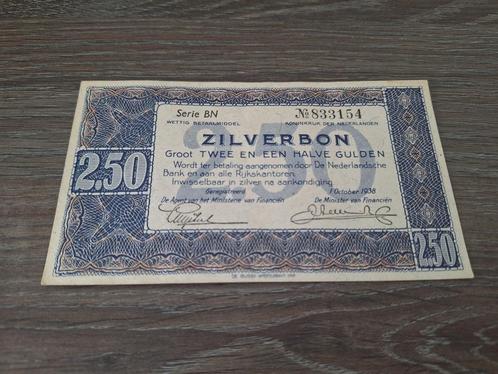 Serie BN
№833154
WETTIG BETAALMIDDEL
KONINKRIJK DER NEDERLANDEN
250
ZILVERBON
Groot TWEE EN EEN HALVE GULDEN
Wordt ter betaling aangenomen door De Nederlandsche
Bank en aan alle Rijkskantoren.
Inwisselbaar in zilver na aankondiging.
Geregistreerd
1 October 1938
De Agent van het Ministerie van Financiën
De Minister van Financiën
2.50
2.50